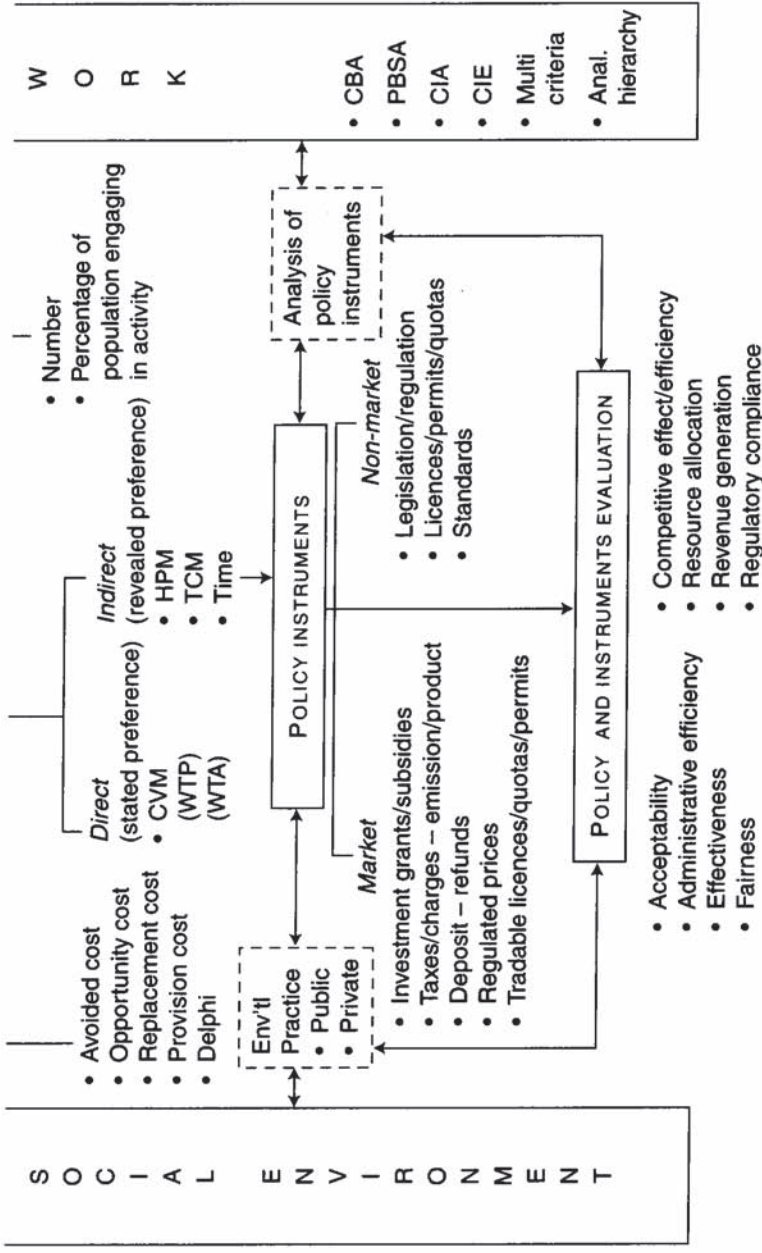 S O C I A L
E N V I R O N M E N T
• Avoided cost
• Opportunity cost
• Replacement cost
• Provision cost
• Delphi
Direct
(stated preference)
• CVM
(WTP)
(WTA)
Indirect
(revealed preference)
• HPM
• TCM
• Time
• Number
• Percentage of
population engaging
in activity
W O R K
Env'tl
Practice
• Public
• Private
POLICY INSTRUMENTS
Analysis of
policy
instruments
• CBA
• PBSA
• CIA
• CIE
• Multi
criteria
• Anal.
hierarchy
Market
• Investment grants/subsidies
• Taxes/charges – emission/product
• Deposit – refunds
• Regulated prices
• Tradable licences/quotas/permits
Non-market
• Legislation/regulation
• Licences/permits/quotas
• Standards
POLICY AND INSTRUMENTS EVALUATION
• Acceptability
• Administrative efficiency
• Effectiveness
• Fairness
• Competitive effect/efficiency
• Resource allocation
• Revenue generation
• Regulatory compliance